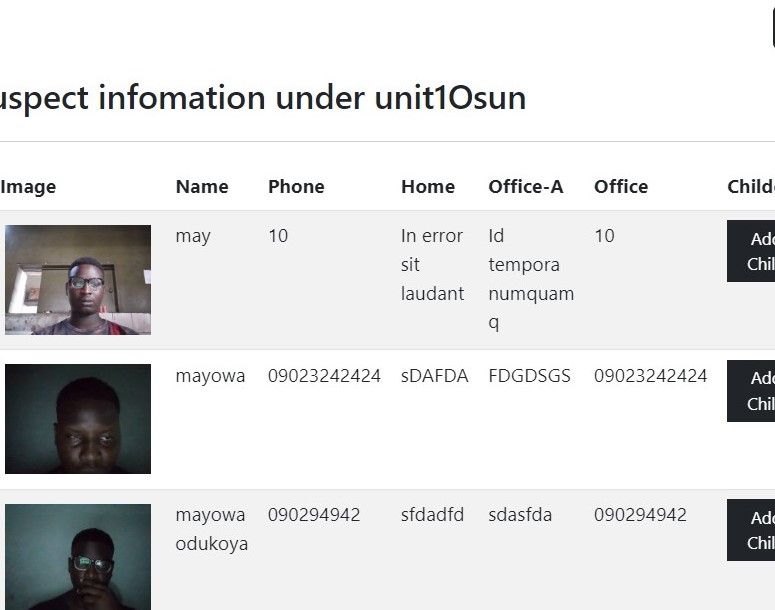 uspect infomation under unit1Osun
Image Name Phone Home Office-A Office Childe
may 10 In error Id 10 Add
sit tempora Chil
laudant numquam
q
mayowa 09023242424 sDAFDA FDGDSGS 09023242424 Add
Chil
mayowa 090294942 sfdadfd sdasfda 090294942 Add
odukoya Chil